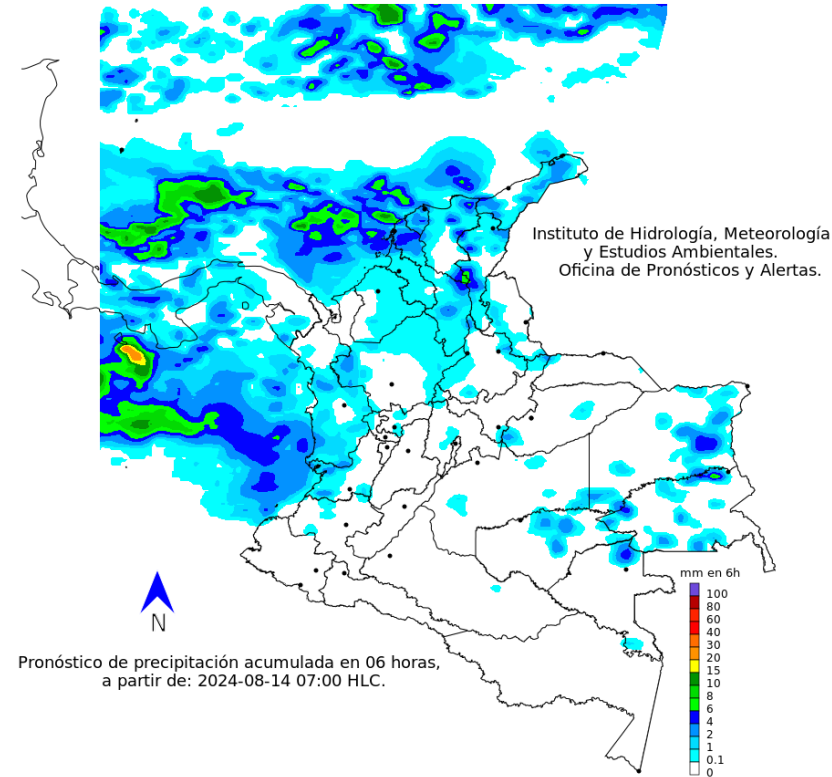 Instituto de Hidrología, Meteorología
y Estudios Ambientales.
Oficina de Pronósticos y Alertas.
mm en 6h
100
80
60
40
30
20
15
10
8
6
4
2
1
0.1
0
N
Pronóstico de precipitación acumulada en 06 horas,
a partir de: 2024-08-14 07:00 HLC.